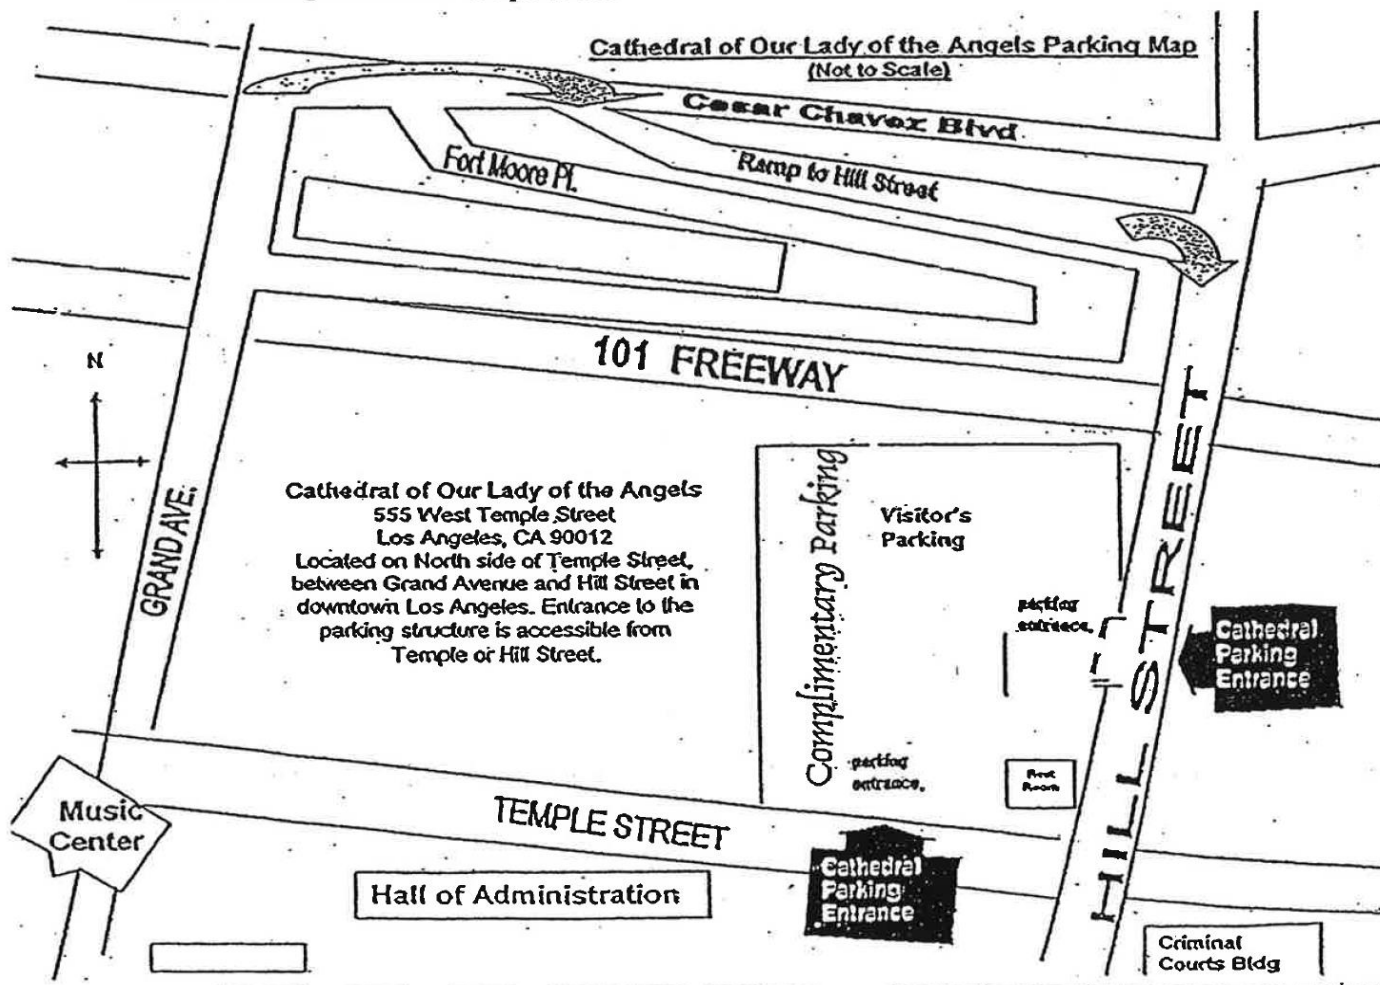 Cathedral of Our Lady of the Angels Parking Map
(Not to Scale)
Cesar Chavez Blvd.
Ramp to Hill Street
Fort Moore Pl.
101 FREEWAY
N
GRAND AVE.
Cathedral of Our Lady of the Angels
555 West Temple Street
Los Angeles, CA 90012
Located on North side of Temple Street,
between Grand Avenue and Hill Street in
downtown Los Angeles. Entrance to the
parking structure is accessible from
Temple or Hill Street.
Complimentary Parking
Visitor's
Parking
parking
entrance.
HILL STREET
Cathedral
Parking
Entrance
parking
entrance.
Rest
Room
Music
Center
TEMPLE STREET
Cathedral
Parking
Entrance
Hall of Administration
Criminal
Courts Bldg